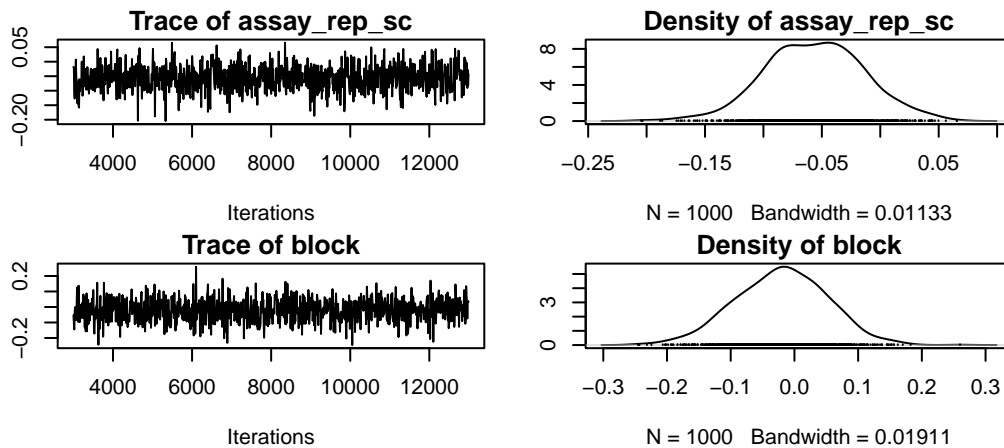 Trace of assay_rep_sc
0.05
−0.20
4000 6000 8000 10000 12000
Iterations
Density of assay_rep_sc
8
4
0
−0.25 −0.15 −0.05 0.05
N = 1000 Bandwidth = 0.01133
Trace of block
0.2
−0.2
4000 6000 8000 10000 12000
Iterations
Density of block
3
0
−0.3 −0.2 −0.1 0.0 0.1 0.2 0.3
N = 1000 Bandwidth = 0.01911